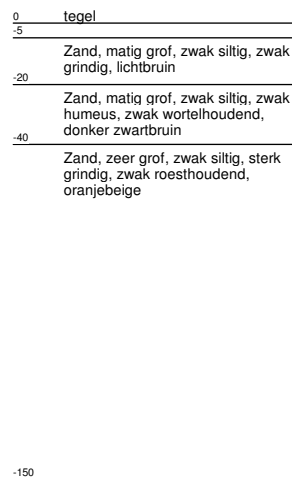 0 tegel
-5
Zand, matig grof, zwak siltig, zwak
grindig, lichtbruin
-20
Zand, matig grof, zwak siltig, zwak
humeus, zwak wortelhoudend,
donker zwartbruin
-40
Zand, zeer grof, zwak siltig, sterk
grindig, zwak roesthoudend,
oranjebeige
-150